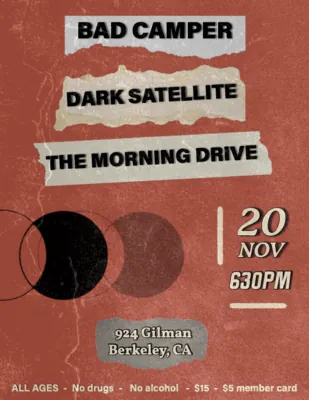 BAD CAMPER
DARK SATELLITE
THE MORNING DRIVE
20
NOV
630PM
924 Gilman
Berkeley, CA
ALL AGES - No drugs - No alcohol - $15 - $5 member card